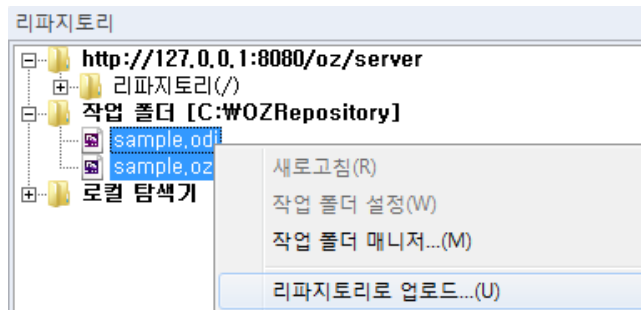 리파지토리
http://127.0.0.1:8080/oz/server
리파지토리(/)
작업 폴더 [C:₩OZRepository]
sample.odi
sample.oz
로컬 탐색기
새로고침(R)
작업 폴더 설정(W)
작업 폴더 매니저...(M)
리파지토리로 업로드...(U)